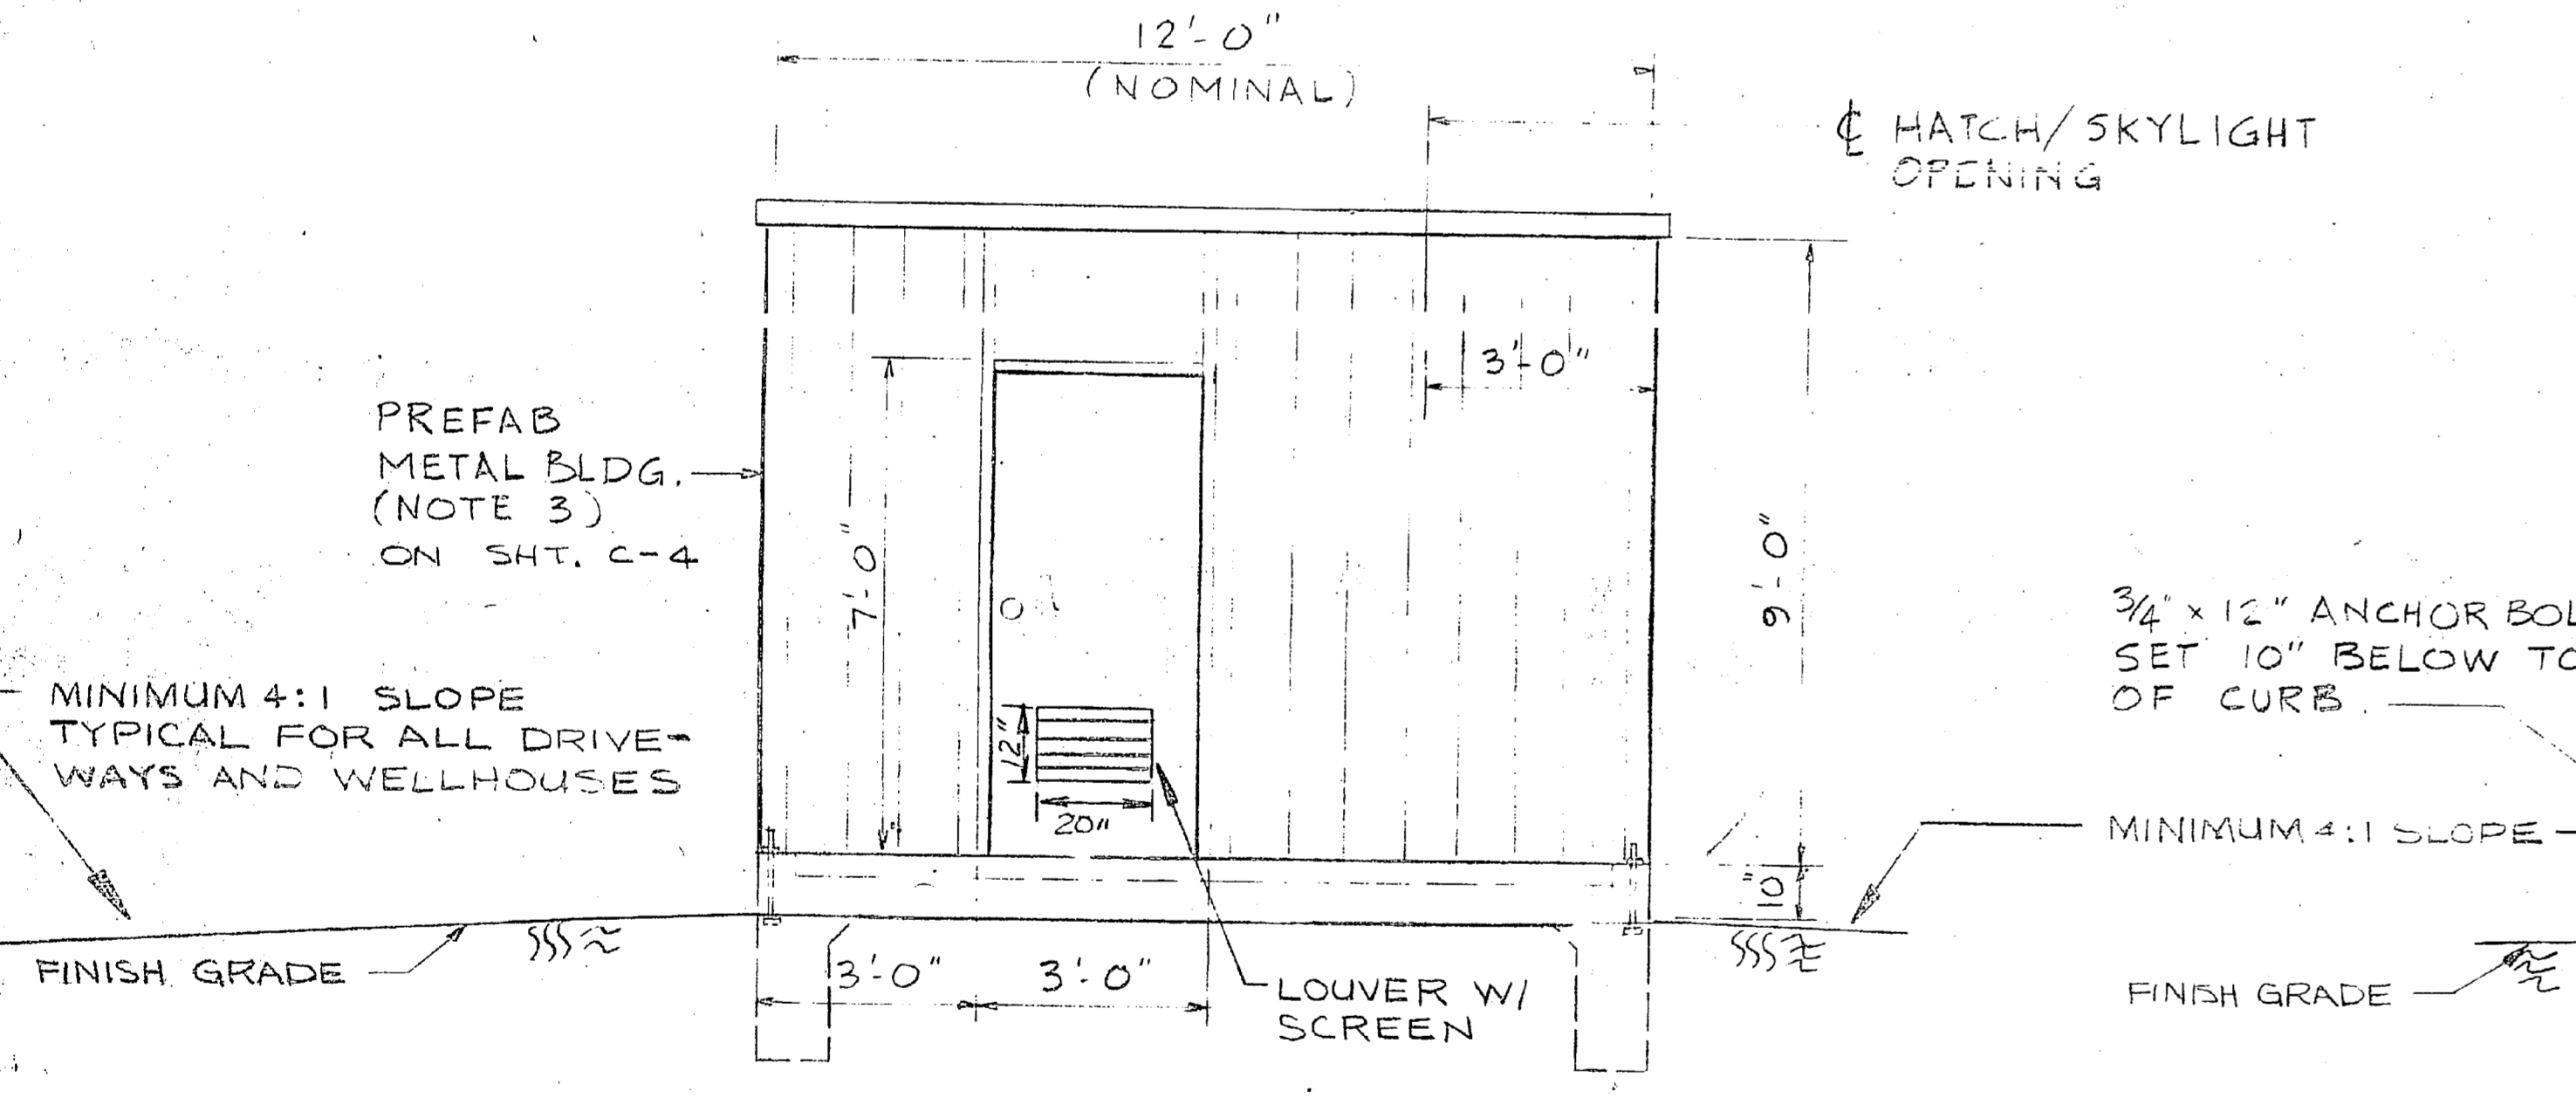 12'-0"
(NOMINAL)
℄ HATCH/SKYLIGHT
OPENING
3'-0"
PREFAB
METAL BLDG.
(NOTE 3)
ON SHT. C-4
7'-0"
9'-0"
3/4" x 12" ANCHOR BOL
SET 10" BELOW TO
OF CURB.
MINIMUM 4:1 SLOPE
TYPICAL FOR ALL DRIVE-
WAYS AND WELLHOUSES
12"
20"
MINIMUM 4:1 SLOPE
10"
FINISH GRADE
3'-0"
3'-0"
LOUVER W/
SCREEN
FINISH GRADE